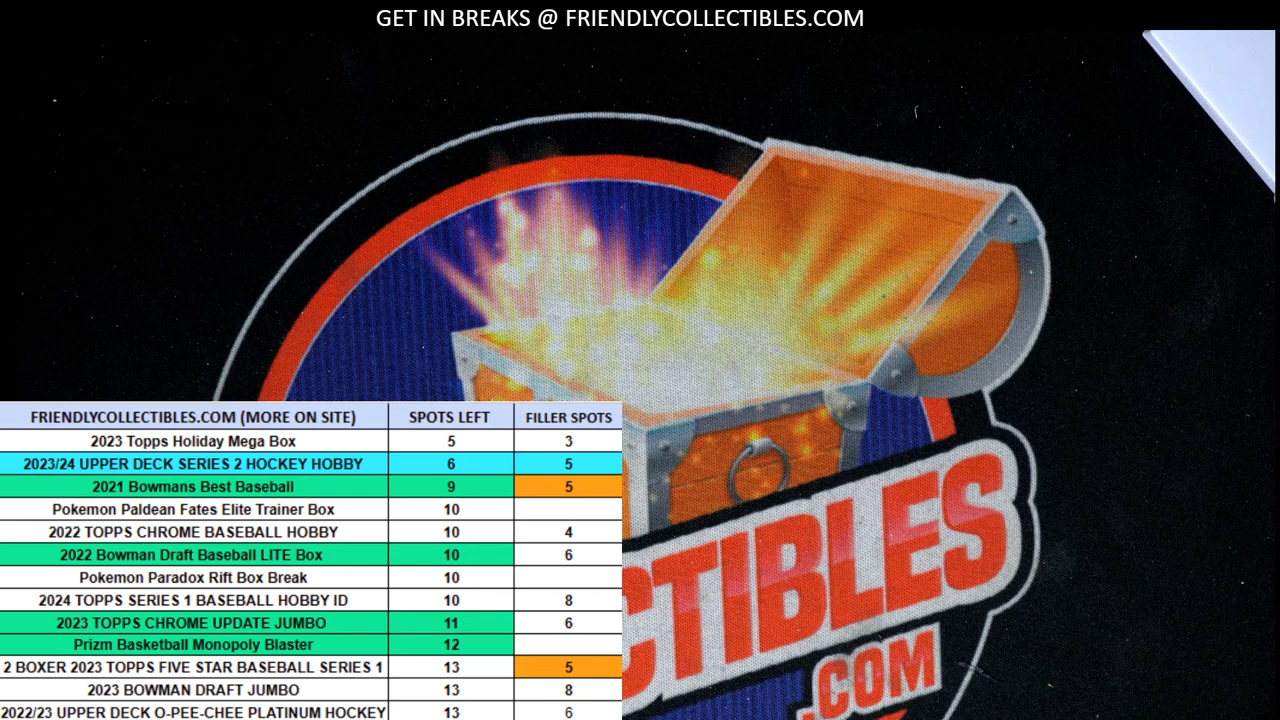 GET IN BREAKS @ FRIENDLYCOLLECTIBLES.COM
CTIBLES
.COM
FRIENDLYCOLLECTIBLES.COM (MORE ON SITE) SPOTS LEFT FILLER SPOTS
2023 Topps Holiday Mega Box 5 3
2023/24 UPPER DECK SERIES 2 HOCKEY HOBBY 6 5
2021 Bowmans Best Baseball 9 5
Pokemon Paldean Fates Elite Trainer Box 10
2022 TOPPS CHROME BASEBALL HOBBY 10 4
2022 Bowman Draft Baseball LITE Box 10 6
Pokemon Paradox Rift Box Break 10
2024 TOPPS SERIES 1 BASEBALL HOBBY ID 10 8
2023 TOPPS CHROME UPDATE JUMBO 11 6
Prizm Basketball Monopoly Blaster 12
2 BOXER 2023 TOPPS FIVE STAR BASEBALL SERIES 1 13 5
2023 BOWMAN DRAFT JUMBO 13 8
2022/23 UPPER DECK O-PEE-CHEE PLATINUM HOCKEY 13 6